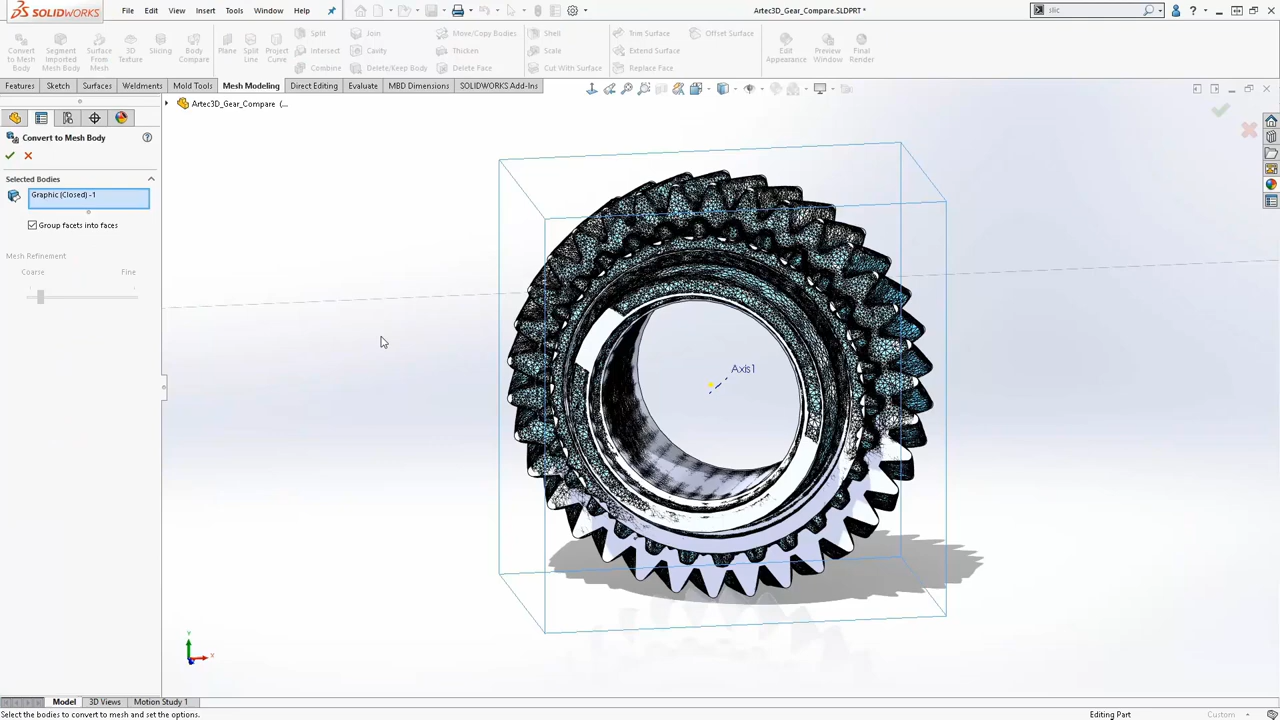 SOLIDWORKS
File Edit View Insert Tools Window Help
Artec3D_Gear_Compare.SLDPRT *
slic
Convert to Mesh Body
Segment Imported Mesh Body
Surface From Mesh
3D Texture
Slicing
Body Compare
Plane
Split Line
Project Curve
Split
Intersect
Combine
Join
Cavity
Delete/Keep Body
Move/Copy Bodies
Thicken
Delete Face
Shell
Scale
Cut With Surface
Trim Surface
Extend Surface
Replace Face
Offset Surface
Edit Appearance
Preview Window
Final Render
Features Sketch Surfaces Weldments Mold Tools Mesh Modeling Direct Editing Evaluate MBD Dimensions SOLIDWORKS Add-Ins
Artec3D_Gear_Compare (...
Convert to Mesh Body
Selected Bodies
Graphic (Closed) -1
Group facets into faces
Mesh Refinement
Coarse Fine
Axis1
Y
X
Model 3D Views Motion Study 1
Select the bodies to convert to mesh and set the options.
Editing Part
Custom